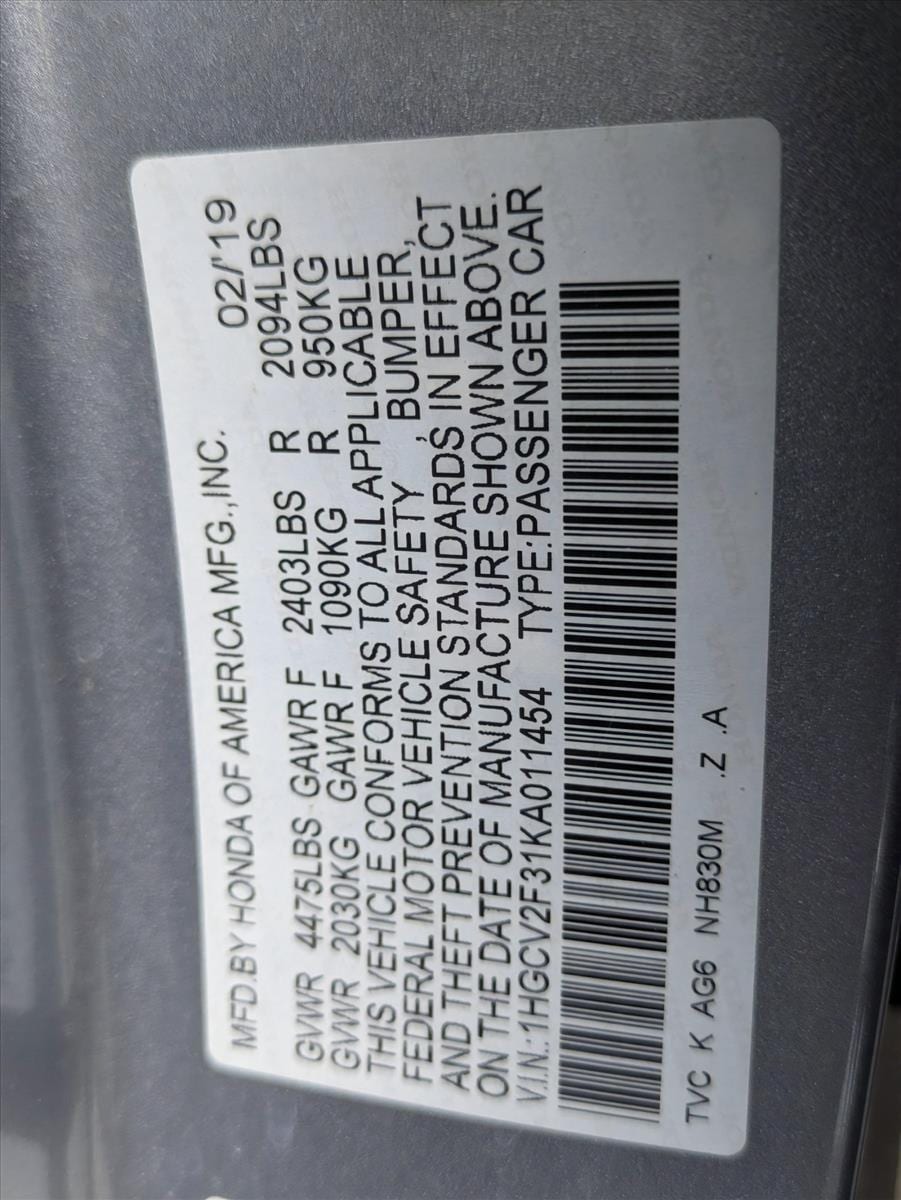 MFD.BY HONDA OF AMERICA MFG.,INC. 02/'19
GVWR 4475LBS GAWR F 2403LBS R 2094LBS
GVWR 2030KG GAWR F 1090KG R 950KG
THIS VEHICLE CONFORMS TO ALL APPLICABLE
FEDERAL MOTOR VEHICLE SAFETY , BUMPER,
AND THEFT PREVENTION STANDARDS IN EFFECT
ON THE DATE OF MANUFACTURE SHOWN ABOVE.
V.I.N.:1HGCV2F31KA011454 TYPE:PASSENGER CAR
TVC K AG6 NH830M .Z .A